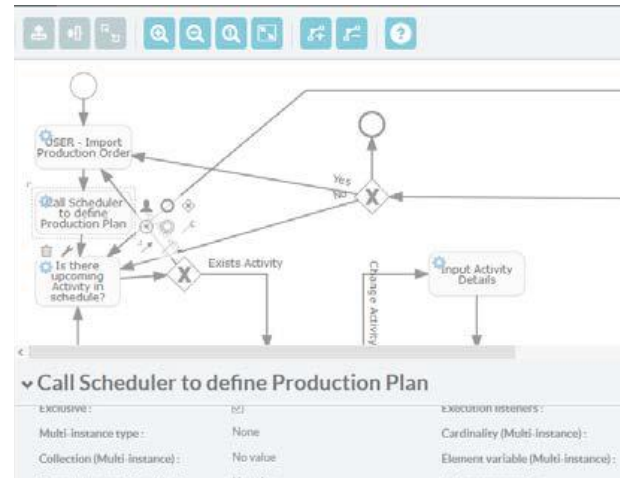 USER - Import
Production Order
Call Scheduler
to define
Production Plan
Is there
upcoming
Activity in
schedule?
Yes
No
Exists Activity
Change Activity
Input Activity
Details
Call Scheduler to define Production Plan
Exclusive :
Execution listeners :
Multi-instance type :
None
Cardinality (Multi-instance) :
Collection (Multi-instance) :
No value
Element variable (Multi-instance) :